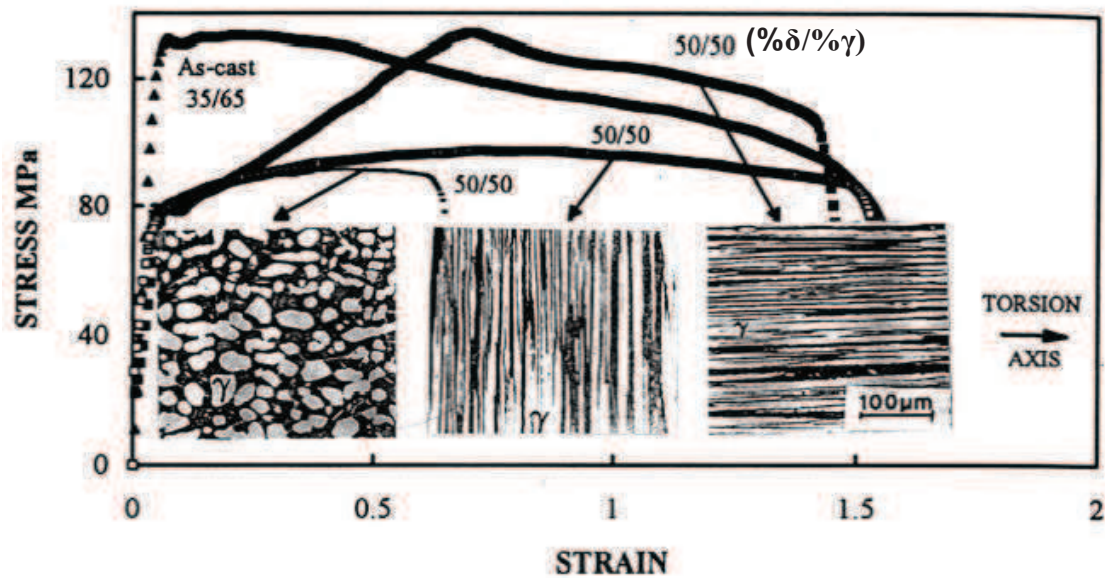 50/50 (%δ/%γ)
As-cast
35/65
50/50
50/50
STRESS MPa
120
80
40
0
γ
γ
γ
100μm
TORSION
AXIS
0
0.5
1
1.5
2
STRAIN